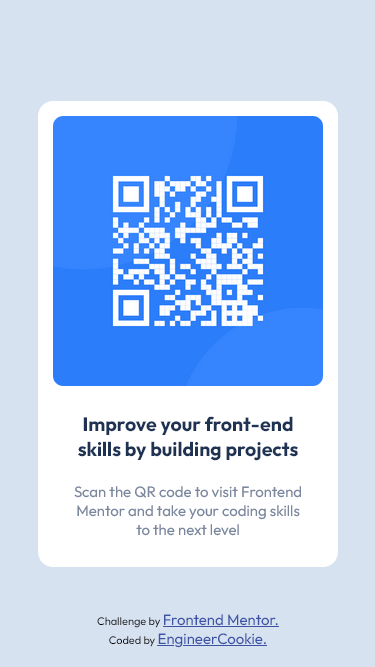 Improve your front-end
skills by building projects
Scan the QR code to visit Frontend
Mentor and take your coding skills
to the next level
Challenge by Frontend Mentor.
Coded by EngineerCookie.